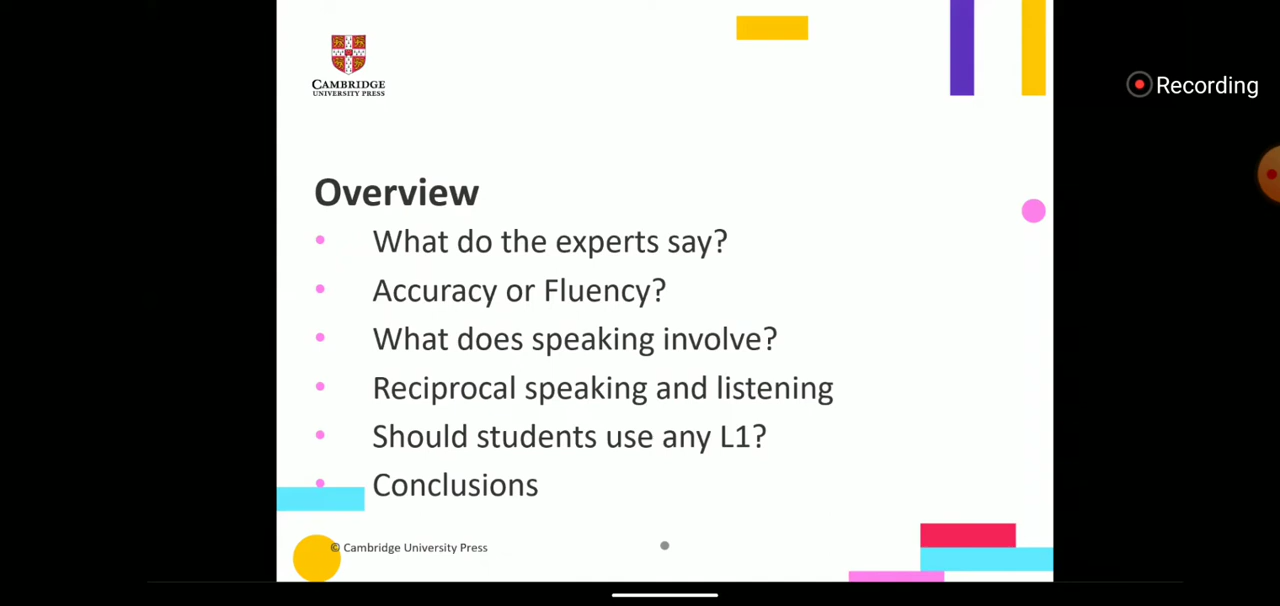 CAMBRIDGE
UNIVERSITY PRESS
Recording
Overview
• What do the experts say?
• Accuracy or Fluency?
• What does speaking involve?
• Reciprocal speaking and listening
• Should students use any L1?
• Conclusions
© Cambridge University Press